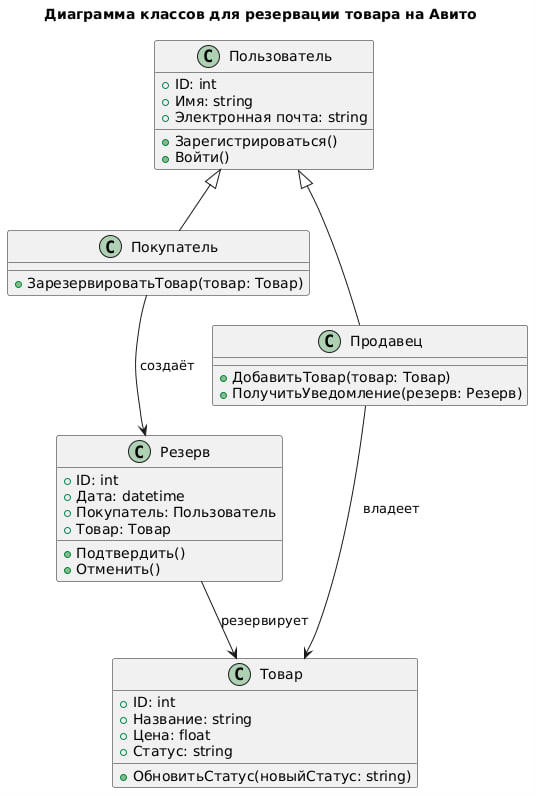 Диаграмма классов для резервации товара на Авито
C Пользователь
ID: int
Имя: string
Электронная почта: string
Зарегистрироваться()
Войти()
C Покупатель
ЗарезервироватьТовар(товар: Товар)
C Продавец
ДобавитьТовар(товар: Товар)
ПолучитьУведомление(резерв: Резерв)
создаёт
C Резерв
ID: int
Дата: datetime
Покупатель: Пользователь
Товар: Товар
Подтвердить()
Отменить()
владеет
резервирует
C Товар
ID: int
Название: string
Цена: float
Статус: string
ОбновитьСтатус(новыйСтатус: string)